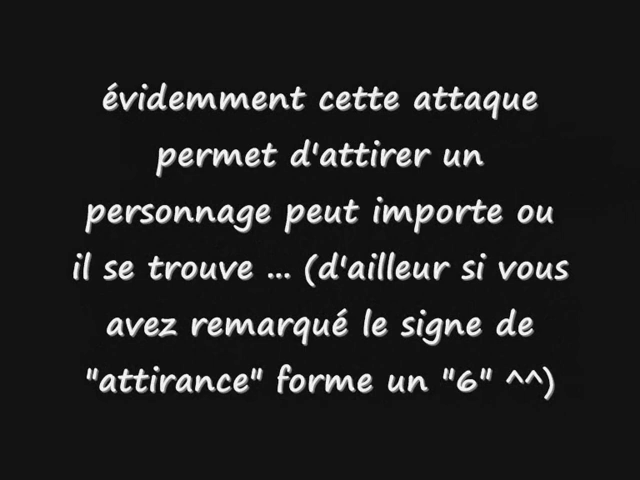 évidemment cette attaque
permet d'attirer un
personnage peut importe ou
il se trouve ... (d'ailleur si vous
avez remarqué le signe de
"attirance" forme un "6" ^^)